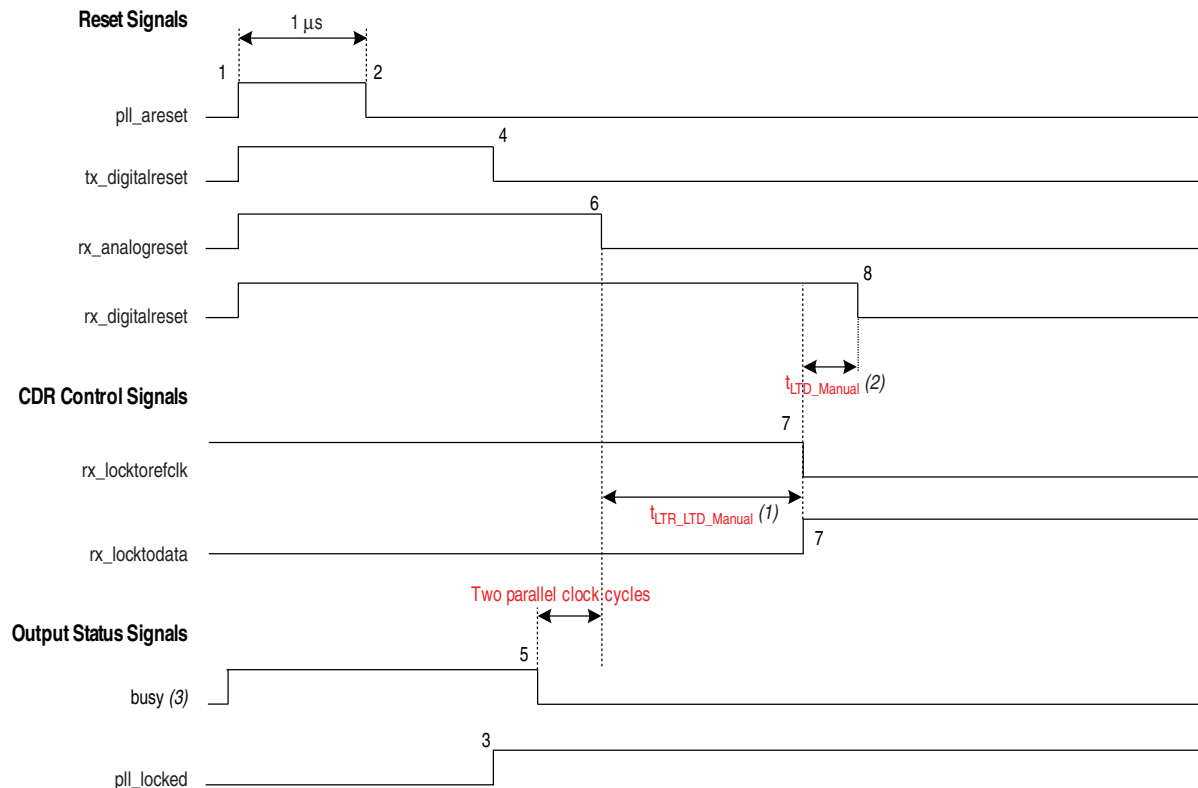 Reset Signals
1 μs
1
2
pll_areset
4
tx_digitalreset
6
rx_analogreset
8
rx_digitalreset
tLTD_Manual (2)
CDR Control Signals
7
rx_locktorefclk
tLTR_LTD_Manual (1)
7
rx_locktodata
Two parallel clock cycles
Output Status Signals
5
busy (3)
3
pll_locked